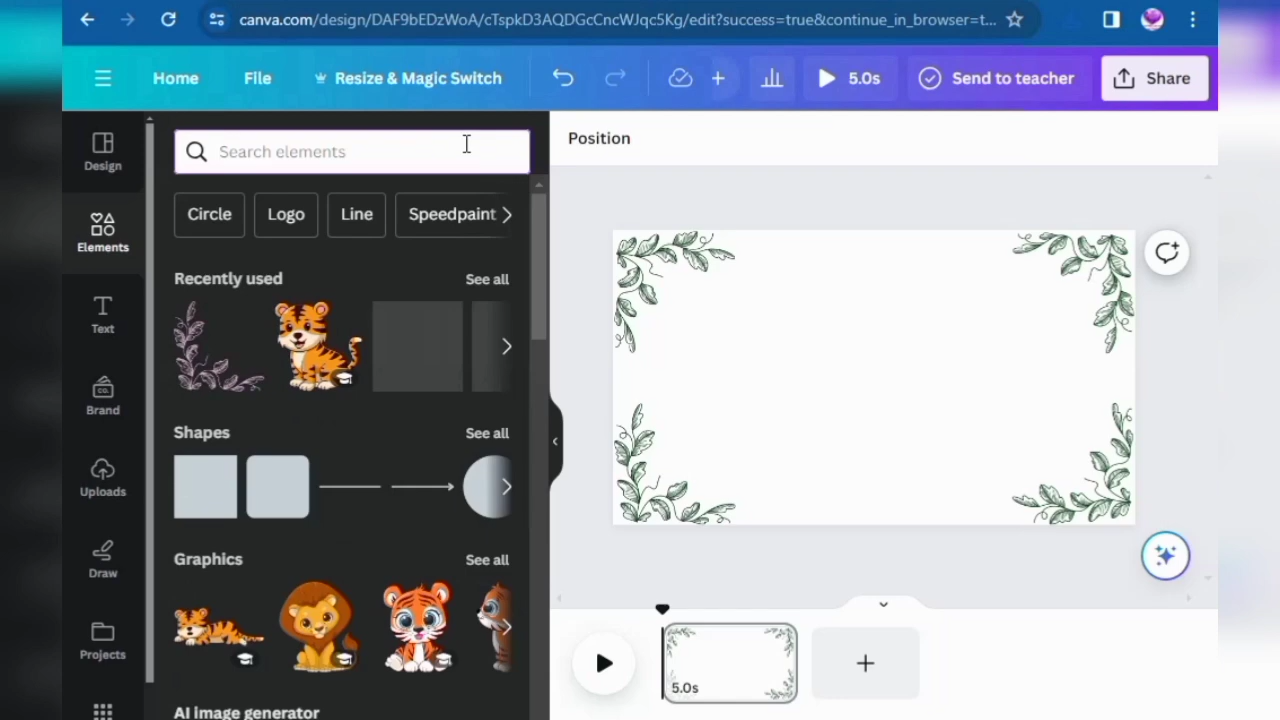 canva.com/design/DAF9bEDzWoA/cTspkD3AQDGcCncWJqc5Kg/edit?success=true&continue_in_browser=t...
Home File Resize & Magic Switch 5.0s Send to teacher Share
Design
Elements
Text
Brand
CO.
Uploads
Draw
Projects
Search elements
Circle Logo Line Speedpaint
Recently used See all
Shapes See all
Graphics See all
AI image generator
Position
5.0s